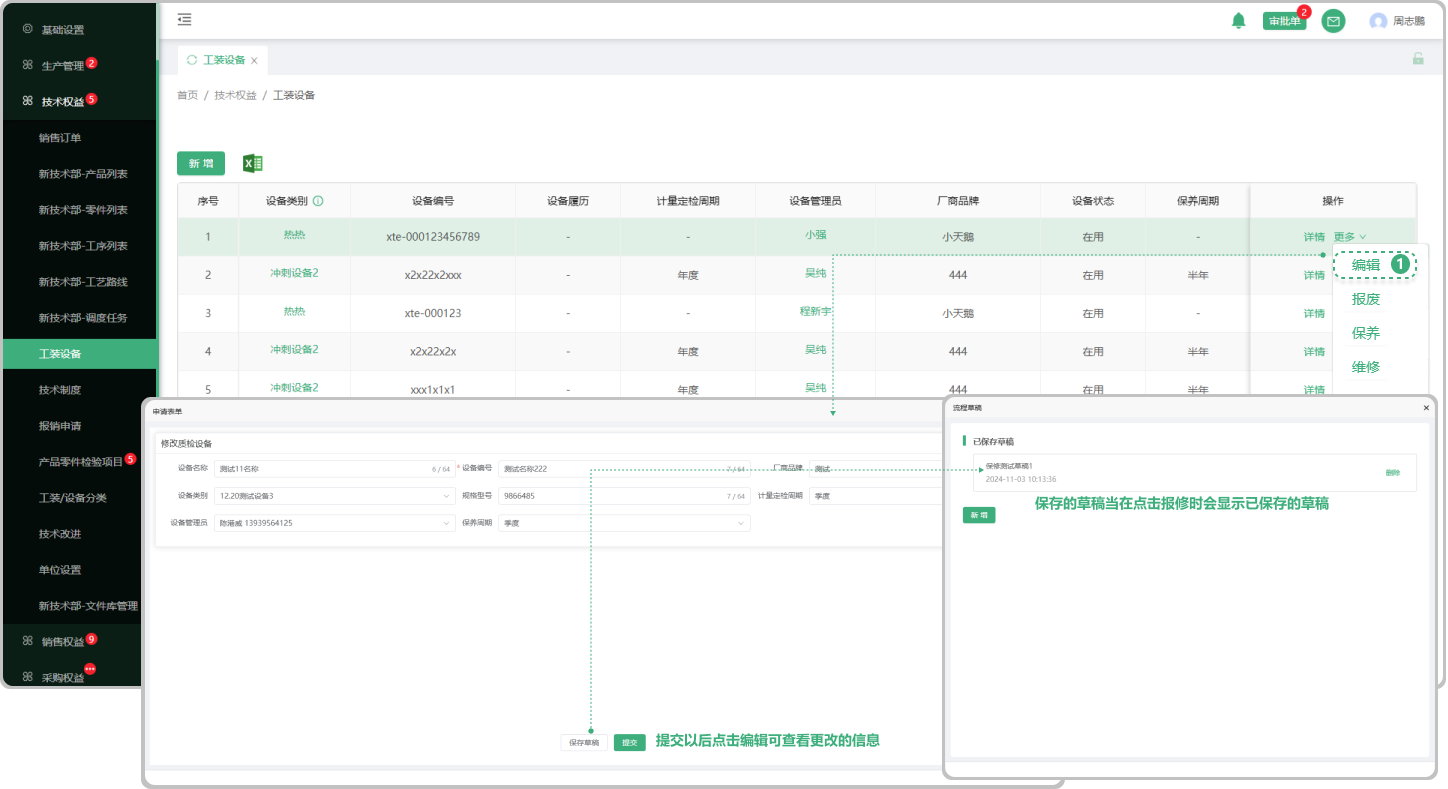 基础设置
生产管理 2
技术权益 5
销售订单
新技术部-产品列表
新技术部-零件列表
新技术部-工序列表
新技术部-工艺路线
新技术部-调度任务
工装设备
技术制度
报销申请
产品零件检验项目 5
工装/设备分类
技术改进
单位设置
新技术部-文件库管理
销售权益 9
采购权益
审批单 2 周志鹏
工装设备 ×
首页 / 技术权益 / 工装设备
新 增
序号 设备类别 设备编号 设备履历 计量定检周期 设备管理员 厂商品牌 设备状态 保养周期 操作
1 热热 xte-000123456789 - - 小强 小天鹅 在用 - 详情 更多
2 冲刺设备2 x2x22x2xxx - 年度 吴纯 444 在用 半年 详情
3 热热 xte-000123 - - 程新宇 小天鹅 在用 - 详情
4 冲刺设备2 x2x22x2x - 年度 吴纯 444 在用 半年 详情
5 冲刺设备2 xxx1x1x1 - 年度 吴纯 444 在用 半年 详情
编辑 1
报废
保养
维修
申请表单
修改质检设备
设备名称 测试11名称 6 / 64 * 设备编号 测试名称222 7 / 64 厂商品牌 测试
设备类别 12.20测试设备3 规格型号 9866485 7 / 64 计量定检周期 季度
设备管理员 陈港威 13939564125 保养周期 季度
保存草稿 提交 提交以后点击编辑可查看更改的信息
流程草稿 ×
已保存草稿
保修测试草稿1
2024-11-03 10:13:36 删除
保存的草稿当在点击报修时会显示已保存的草稿
新 增